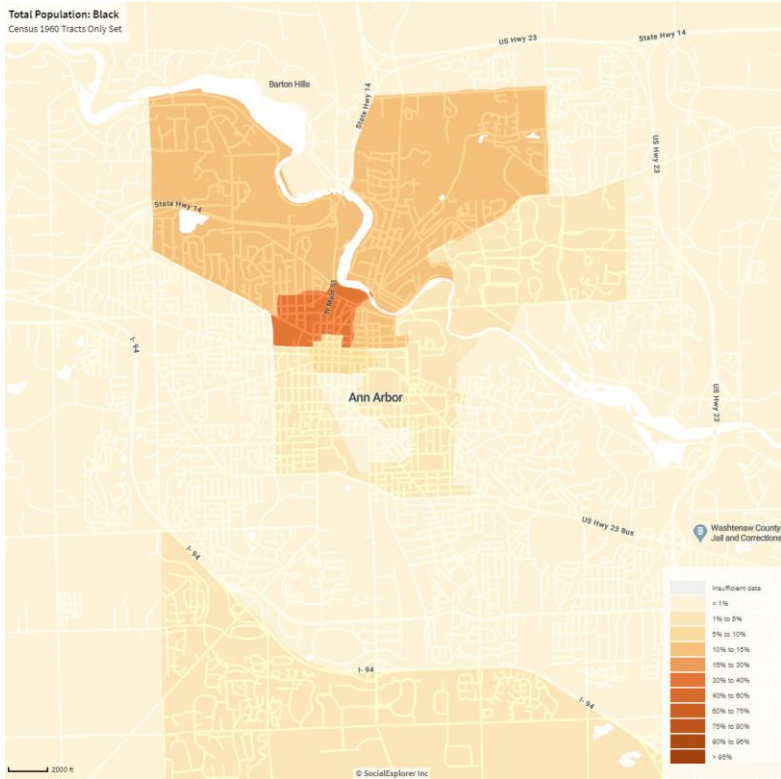 Total Population: Black
Census 1960 Tracts Only Set
US Hwy 23
State Hwy 14
Barton Hills
State Hwy 14
US Hwy 23
State Hwy 14
N Main St
I- 94
US Hwy 23
Ann Arbor
US Hwy 23 Bus
Washtenaw County
Jail and Corrections
I- 94
Insufficient data
< 1%
1% to 5%
5% to 10%
10% to 15%
15% to 30%
30% to 40%
40% to 60%
60% to 75%
75% to 90%
90% to 95%
> 95%
I- 94
I- 94
2000 ft
© SocialExplorer Inc